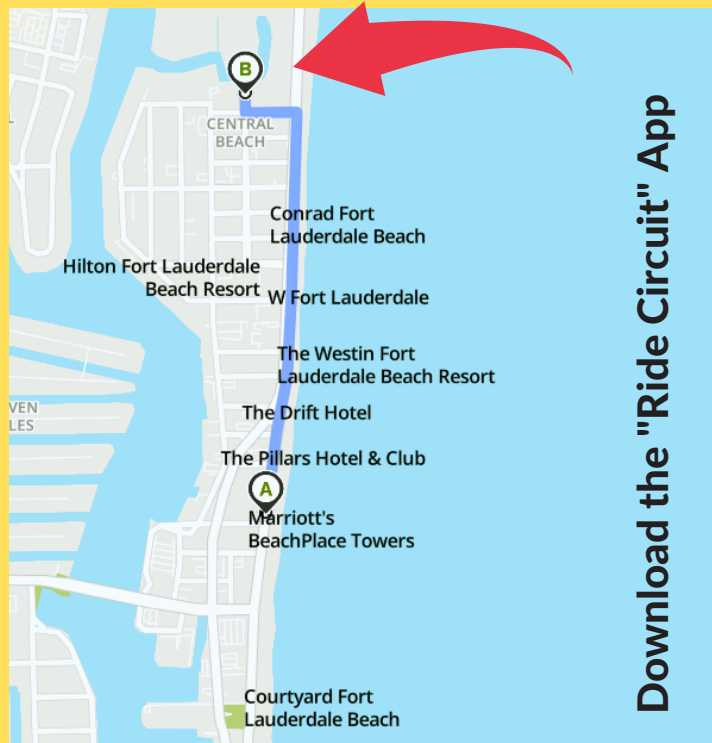 B
CENTRAL
BEACH
Conrad Fort
Lauderdale Beach
Hilton Fort Lauderdale
Beach Resort
W Fort Lauderdale
The Westin Fort
Lauderdale Beach Resort
VEN
LES
The Drift Hotel
The Pillars Hotel & Club
A
Marriott's
BeachPlace Towers
Courtyard Fort
Lauderdale Beach
Download the "Ride Circuit" App